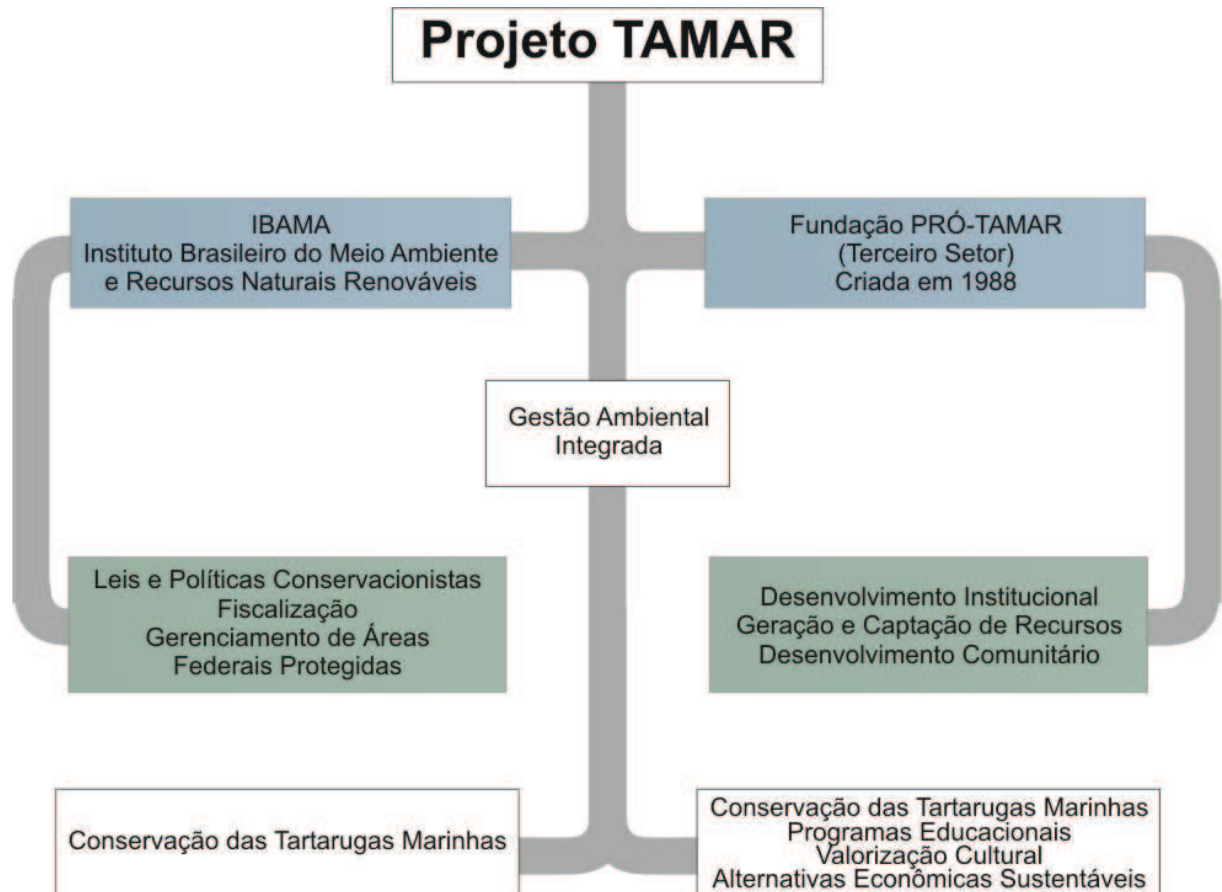 Projeto TAMAR
IBAMA
Instituto Brasileiro do Meio Ambiente
e Recursos Naturais Renováveis
Fundação PRÓ-TAMAR
(Terceiro Setor)
Criada em 1988
Gestão Ambiental
Integrada
Leis e Políticas Conservacionistas
Fiscalização
Gerenciamento de Áreas
Federais Protegidas
Desenvolvimento Institucional
Geração e Captação de Recursos
Desenvolvimento Comunitário
Conservação das Tartarugas Marinhas
Conservação das Tartarugas Marinhas
Programas Educacionais
Valorização Cultural
Alternativas Econômicas Sustentáveis